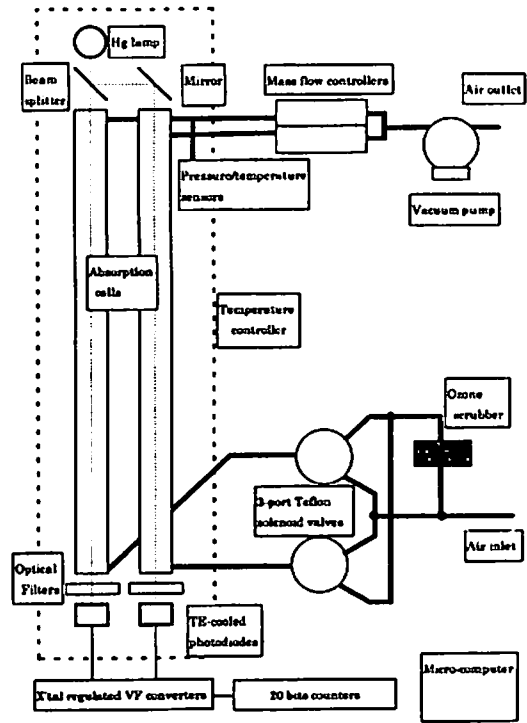 Hg lamp
Beam
splitter
Mirror
Mass flow controllers
Air outlet
Pressure/temperature
sensors
Vacuum pump
Absorption
cells
Temperature
controller
Ozone
scrubber
3-port Teflon
solenoid valves
Air inlet
Optical
Filters
TE-cooled
photodiodes
X'tal regulated VF converters
20 bits counters
Micro-computer